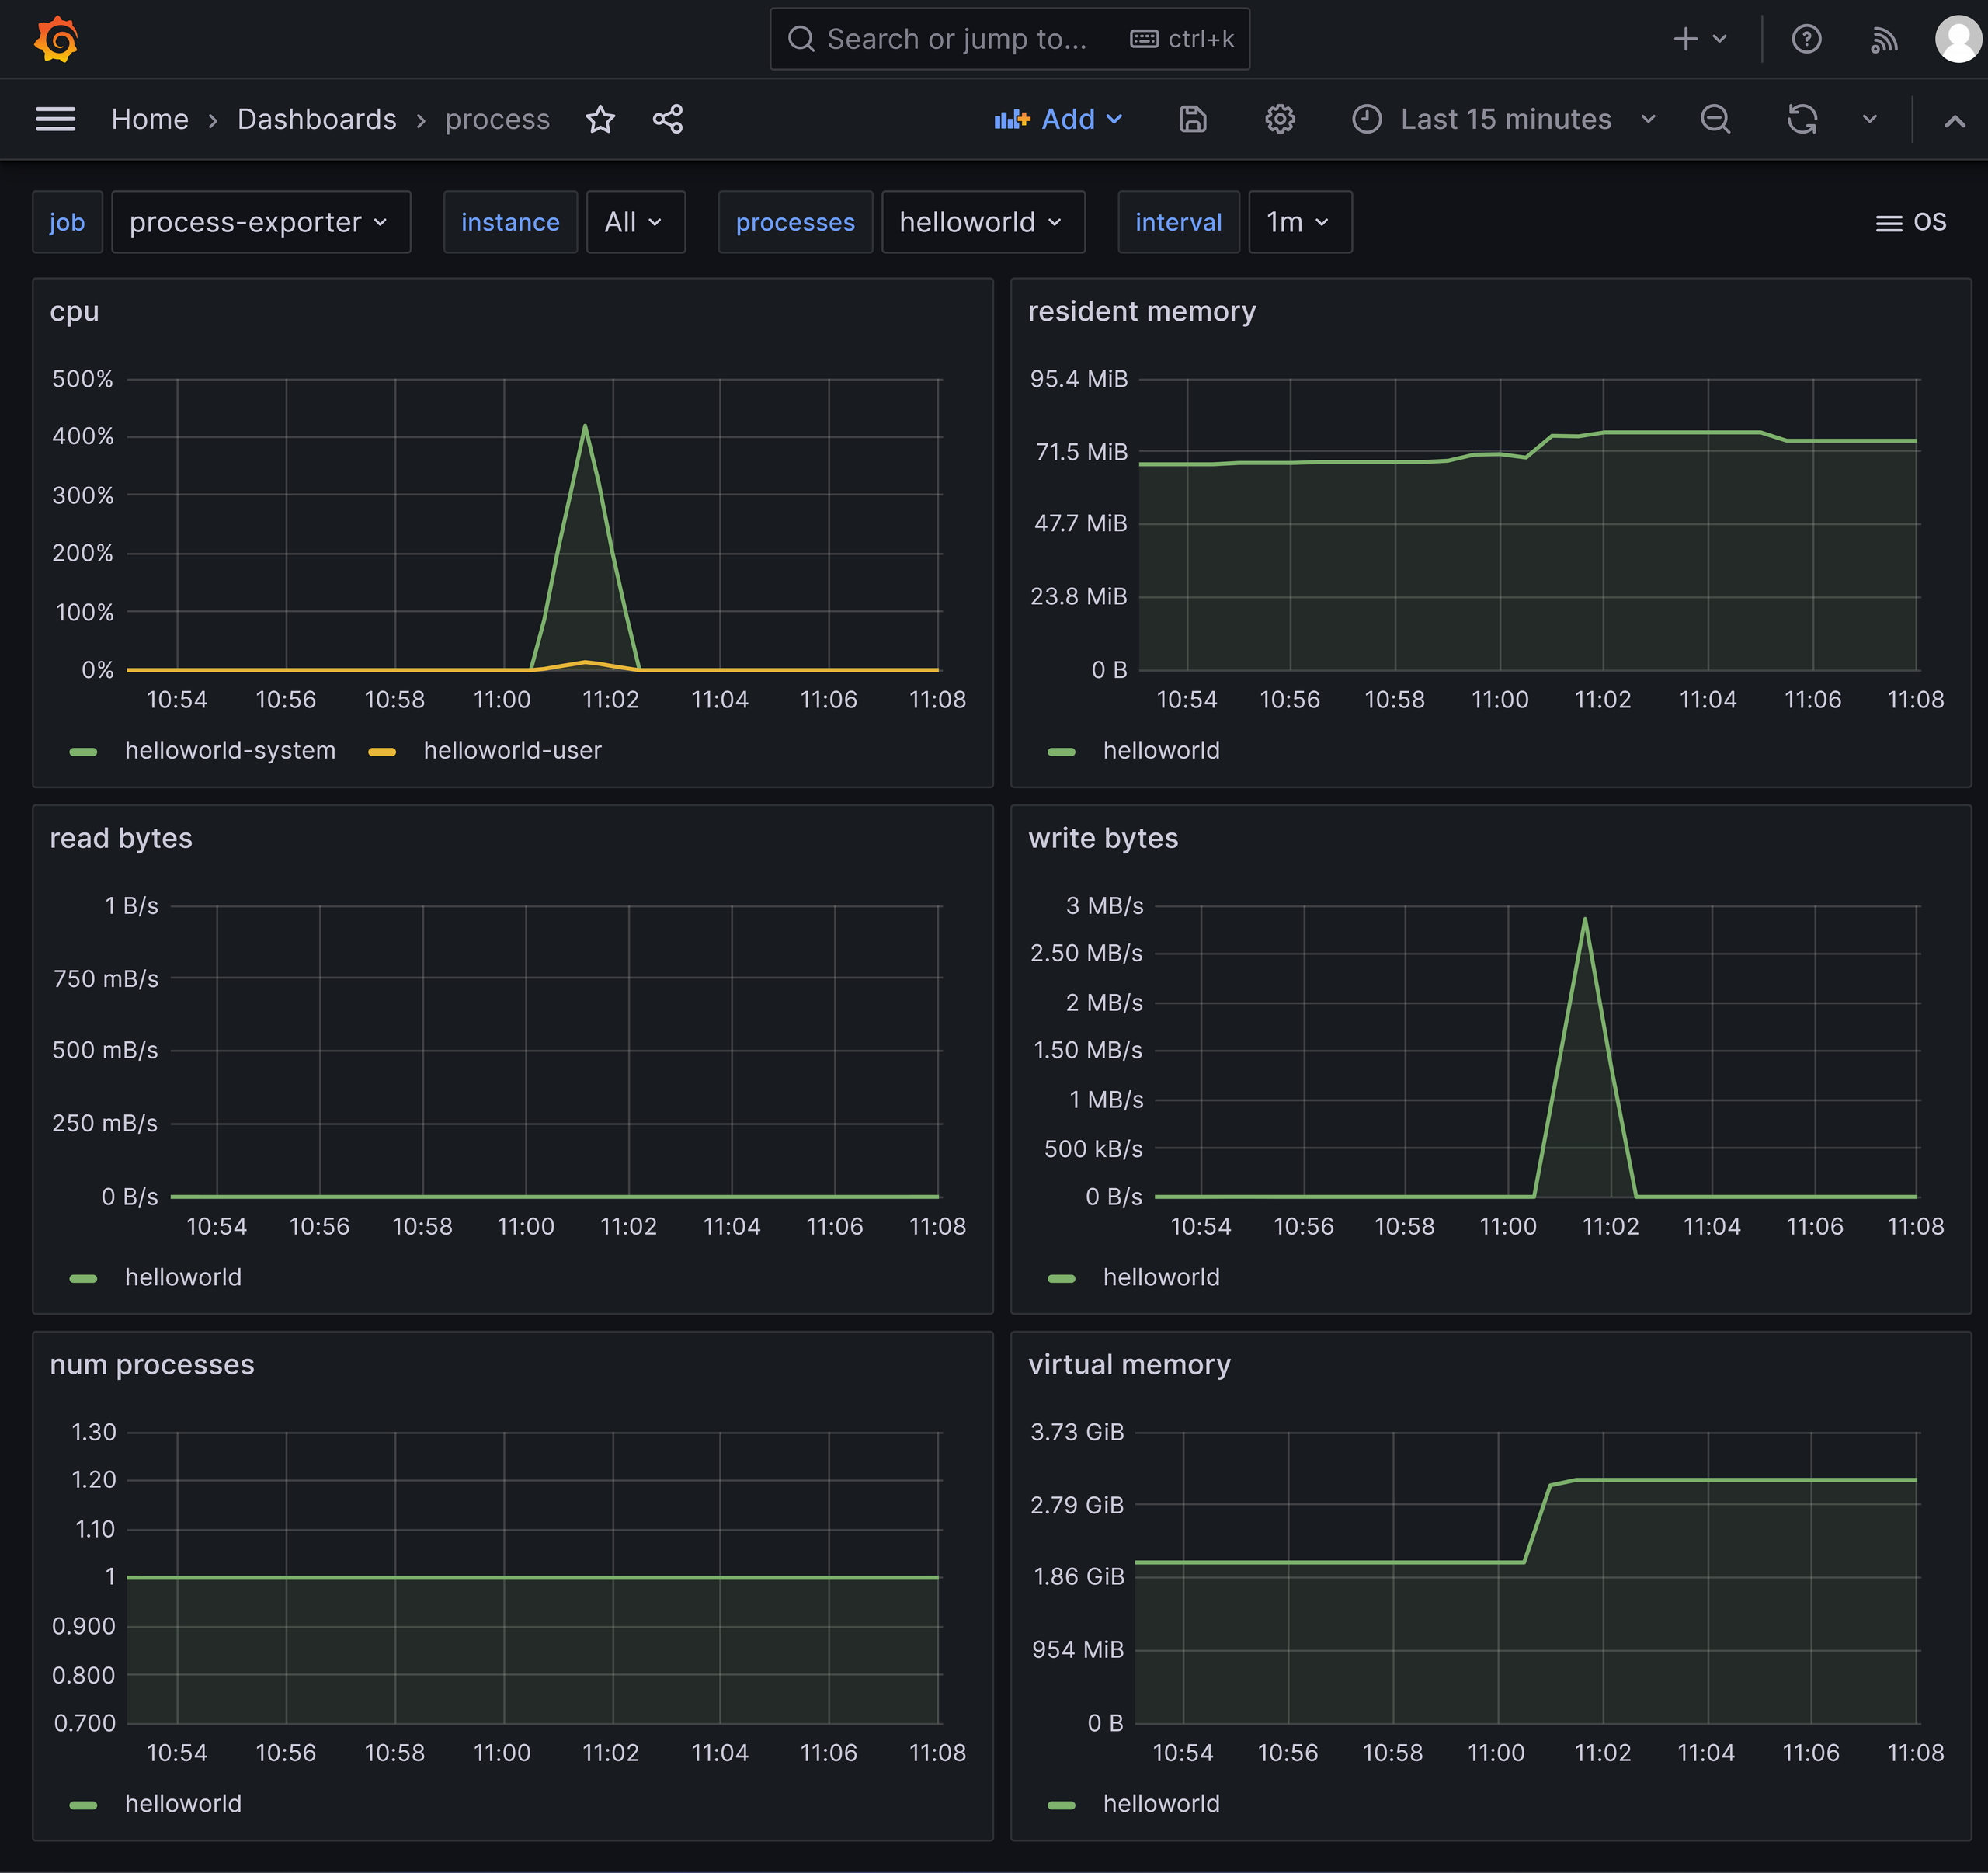 Search or jump to... ctrl+k
Home › Dashboards › process Add Last 15 minutes
job process-exporter instance All processes helloworld interval 1m OS
cpu
500%
400%
300%
200%
100%
0%
10:54 10:56 10:58 11:00 11:02 11:04 11:06 11:08
helloworld-system helloworld-user
resident memory
95.4 MiB
71.5 MiB
47.7 MiB
23.8 MiB
0 B
10:54 10:56 10:58 11:00 11:02 11:04 11:06 11:08
helloworld
read bytes
1 B/s
750 mB/s
500 mB/s
250 mB/s
0 B/s
10:54 10:56 10:58 11:00 11:02 11:04 11:06 11:08
helloworld
write bytes
3 MB/s
2.50 MB/s
2 MB/s
1.50 MB/s
1 MB/s
500 kB/s
0 B/s
10:54 10:56 10:58 11:00 11:02 11:04 11:06 11:08
helloworld
num processes
1.30
1.20
1.10
1
0.900
0.800
0.700
10:54 10:56 10:58 11:00 11:02 11:04 11:06 11:08
helloworld
virtual memory
3.73 GiB
2.79 GiB
1.86 GiB
954 MiB
0 B
10:54 10:56 10:58 11:00 11:02 11:04 11:06 11:08
helloworld